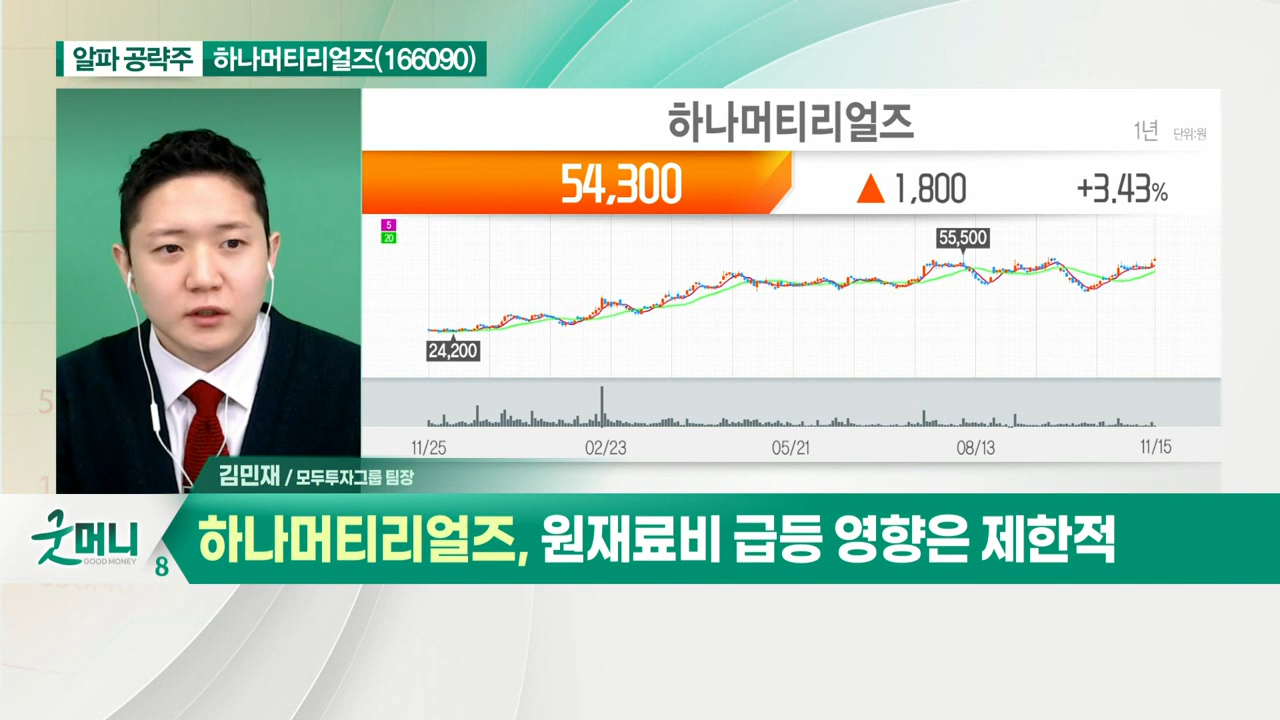 알파 공략주 하나머티리얼즈(166090)
하나머티리얼즈
1년 단위:원
54,300 ▲ 1,800 +3.43%
5
20
55,500
24,200
11/25 02/23 05/21 08/13 11/15
김민재 / 모두투자그룹 팀장
굿머니
GOOD MONEY
8
하나머티리얼즈, 원재료비 급등 영향은 제한적